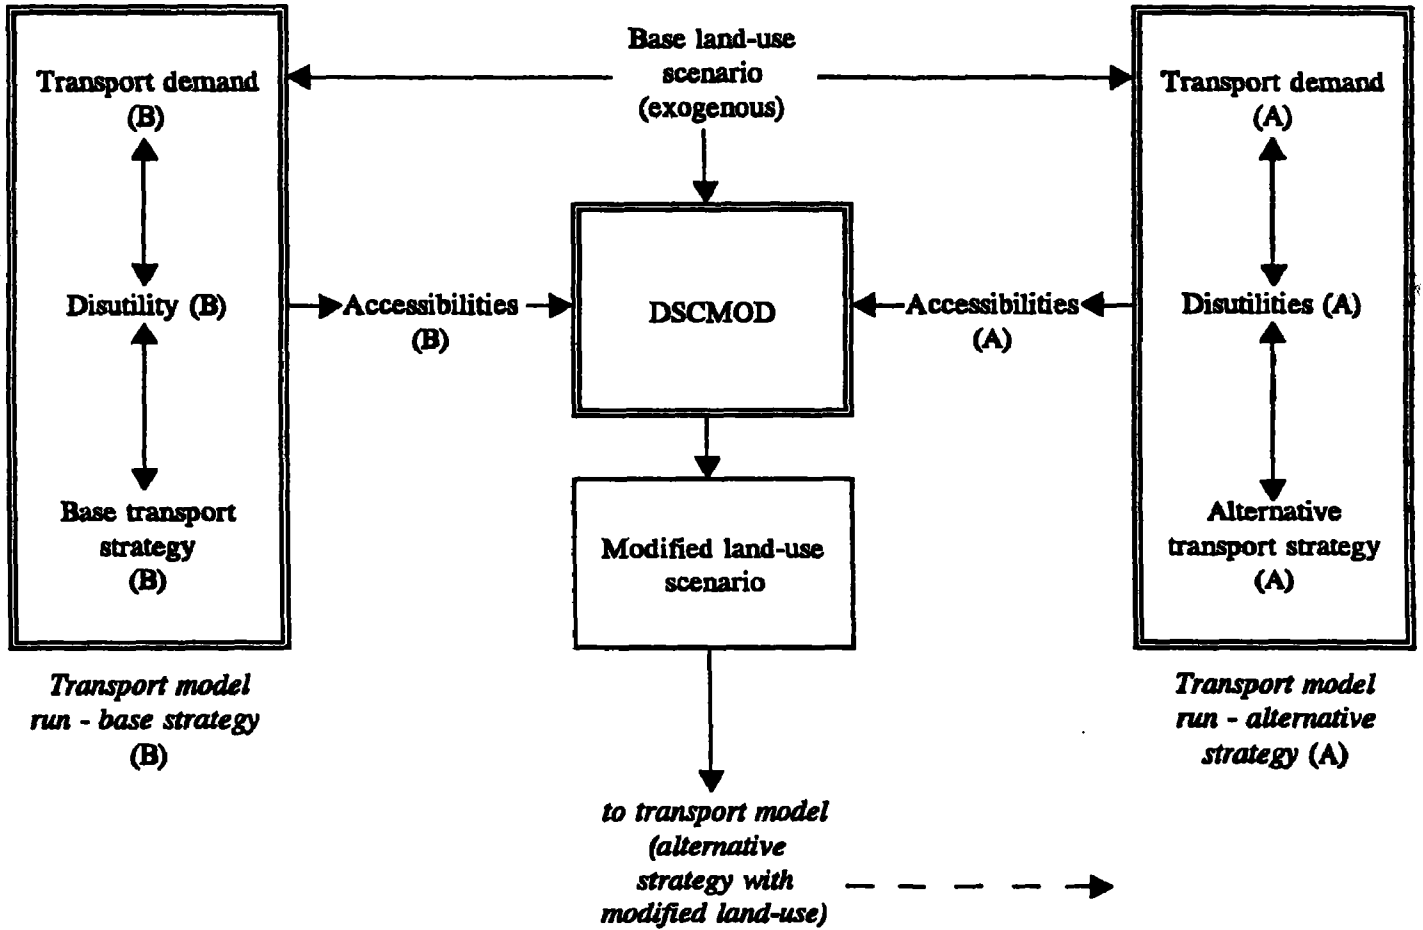 Base land-use
scenario
(exogenous)
Transport demand
(B)
Disutility (B)
Base transport
strategy
(B)
Transport model
run - base strategy
(B)
Accessibilities
(B)
DSCMOD
Accessibilities
(A)
Transport demand
(A)
Disutilities (A)
Alternative
transport strategy
(A)
Transport model
run - alternative
strategy (A)
Modified land-use
scenario
to transport model
(alternative
strategy with
modified land-use)